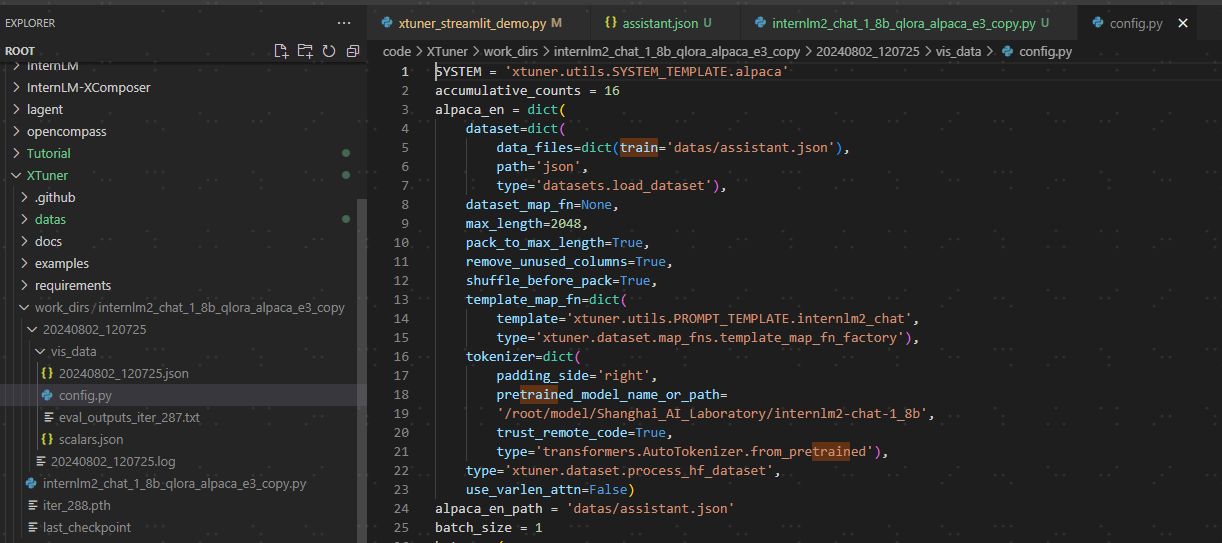 EXPLORER ···
ROOT
InternLM
InternLM-XComposer
lagent
opencompass
Tutorial
XTuner
.github
datas
docs
examples
requirements
work_dirs / internlm2_chat_1_8b_qlora_alpaca_e3_copy
20240802_120725
vis_data
{} 20240802_120725.json
config.py
eval_outputs_iter_287.txt
{} scalars.json
20240802_120725.log
internlm2_chat_1_8b_qlora_alpaca_e3_copy.py
iter_288.pth
last_checkpoint
xtuner_streamlit_demo.py M {} assistant.json U internlm2_chat_1_8b_qlora_alpaca_e3_copy.py U config.py ×
code > XTuner > work_dirs > internlm2_chat_1_8b_qlora_alpaca_e3_copy > 20240802_120725 > vis_data > config.py
1 SYSTEM = 'xtuner.utils.SYSTEM_TEMPLATE.alpaca'
2 accumulative_counts = 16
3 alpaca_en = dict(
4 dataset=dict(
5 data_files=dict(train='datas/assistant.json'),
6 path='json',
7 type='datasets.load_dataset'),
8 dataset_map_fn=None,
9 max_length=2048,
10 pack_to_max_length=True,
11 remove_unused_columns=True,
12 shuffle_before_pack=True,
13 template_map_fn=dict(
14 template='xtuner.utils.PROMPT_TEMPLATE.internlm2_chat',
15 type='xtuner.dataset.map_fns.template_map_fn_factory'),
16 tokenizer=dict(
17 padding_side='right',
18 pretrained_model_name_or_path=
19 '/root/model/Shanghai_AI_Laboratory/internlm2-chat-1_8b',
20 trust_remote_code=True,
21 type='transformers.AutoTokenizer.from_pretrained'),
22 type='xtuner.dataset.process_hf_dataset',
23 use_varlen_attn=False)
24 alpaca_en_path = 'datas/assistant.json'
25 batch_size = 1